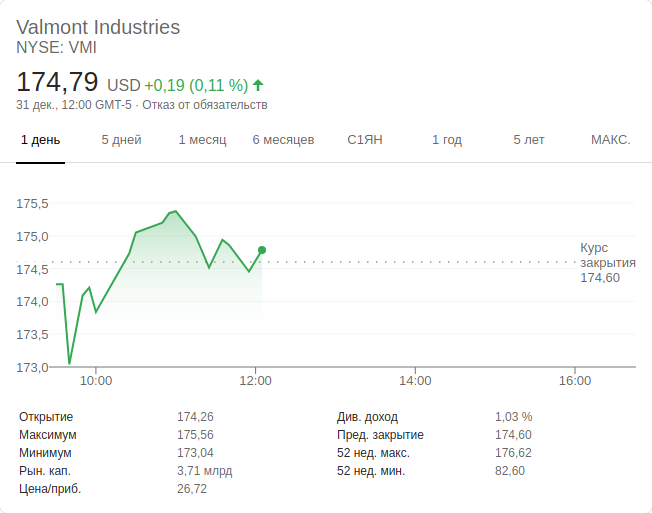 Valmont Industries
NYSE: VMI
174,79 USD +0,19 (0,11 %)
31 дек., 12:00 GMT-5 · Отказ от обязательств
1 день 5 дней 1 месяц 6 месяцев С1ЯН 1 год 5 лет МАКС.
175,5
175,0
174,5
174,0
173,5
173,0
Курс
закрытия
174,60
10:00 12:00 14:00 16:00
Открытие 174,26 Див. доход 1,03 %
Максимум 175,56 Пред. закрытие 174,60
Минимум 173,04 52 нед. макс. 176,62
Рын. кап. 3,71 млрд 52 нед. мин. 82,60
Цена/приб. 26,72